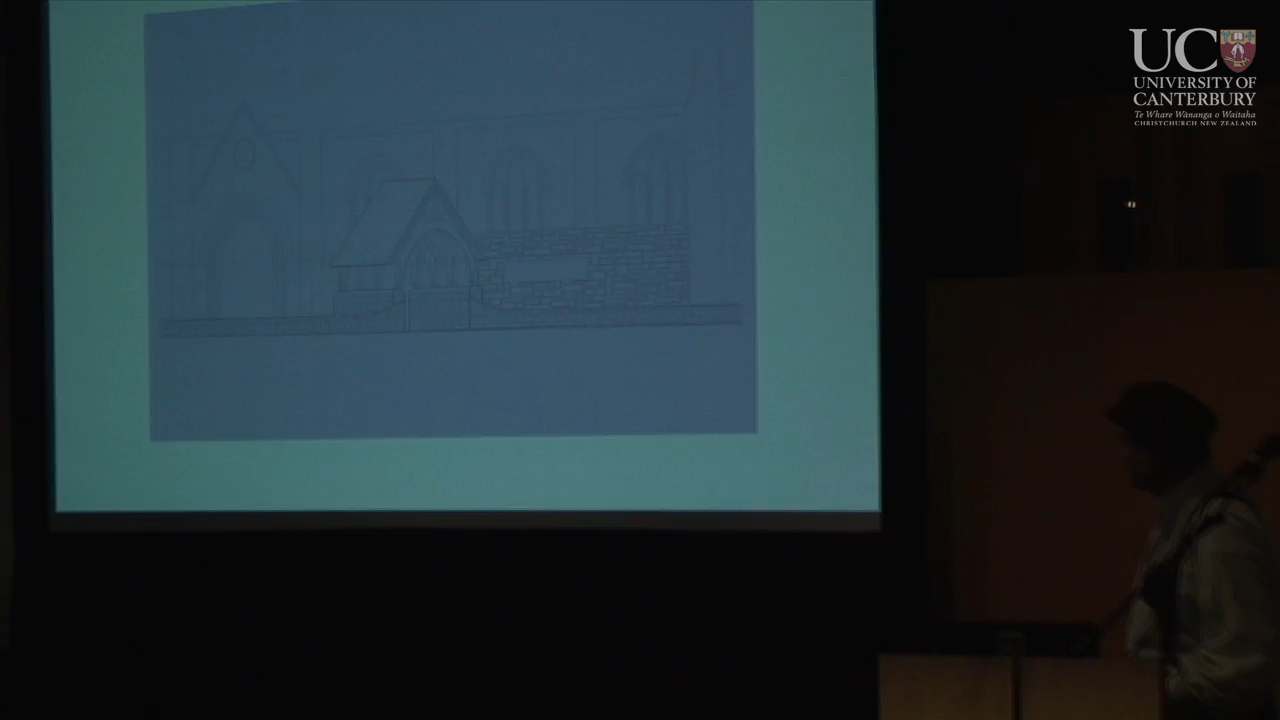 UC
UNIVERSITY OF
CANTERBURY
Te Whare Wānanga o Waitaha
CHRISTCHURCH NEW ZEALAND